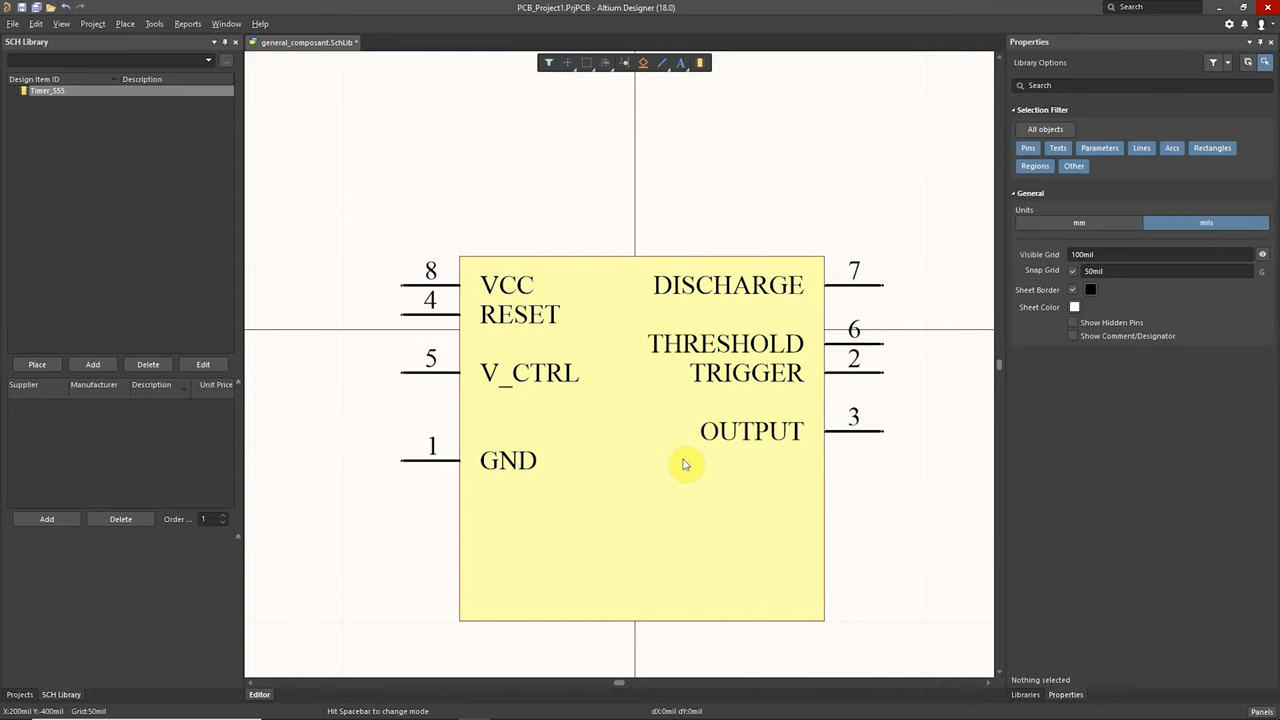 PCB_Project1.PrjPCB - Altium Designer (18.0)
Search
File Edit View Project Place Tools Reports Window Help
SCH Library
general_composant.SchLib *
Properties
Library Options
Search
Design Item ID Description
Timer_555
Selection Filter
All objects
Pins Texts Parameters Lines Arcs Rectangles
Regions Other
General
Units
mm mils
Visible Grid 100mil
Snap Grid 50mil G
Sheet Border
Sheet Color
Show Hidden Pins
Show Comment/Designator
8 VCC DISCHARGE 7
4 RESET
THRESHOLD 6
5 V_CTRL TRIGGER 2
OUTPUT 3
1 GND
Place Add Delete Edit
Supplier Manufacturer Description Unit Price
Add Delete Order ... 1
Nothing selected
Projects SCH Library Editor Libraries Properties
X:200mil Y:-400mil Grid:50mil Hit Spacebar to change mode dX:0mil dY:0mil Panels